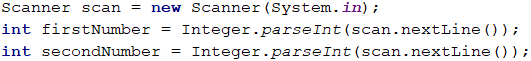 Scanner scan = new Scanner(System.in);
int firstNumber = Integer.parseInt(scan.nextLine());
int secondNumber = Integer.parseInt(scan.nextLine());